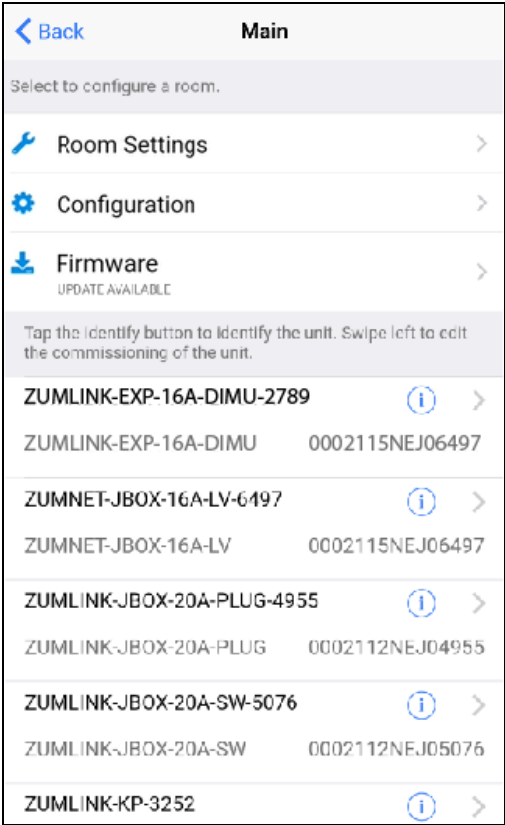 Back Main
Select to configure a room.
Room Settings
Configuration
Firmware
UPDATE AVAILABLE
Tap the identify button to identify the unit. Swipe left to edit
the commissioning of the unit.
ZUMLINK-EXP-16A-DIMU-2789
ZUMLINK-EXP-16A-DIMU 0002115NEJ06497
ZUMNET-JBOX-16A-LV-6497
ZUMNET-JBOX-16A-LV 0002115NEJ06497
ZUMLINK-JBOX-20A-PLUG-4955
ZUMLINK-JBOX-20A-PLUG 0002112NEJ04955
ZUMLINK-JBOX-20A-SW-5076
ZUMLINK-JBOX-20A-SW 0002112NEJ05076
ZUMLINK-KP-3252